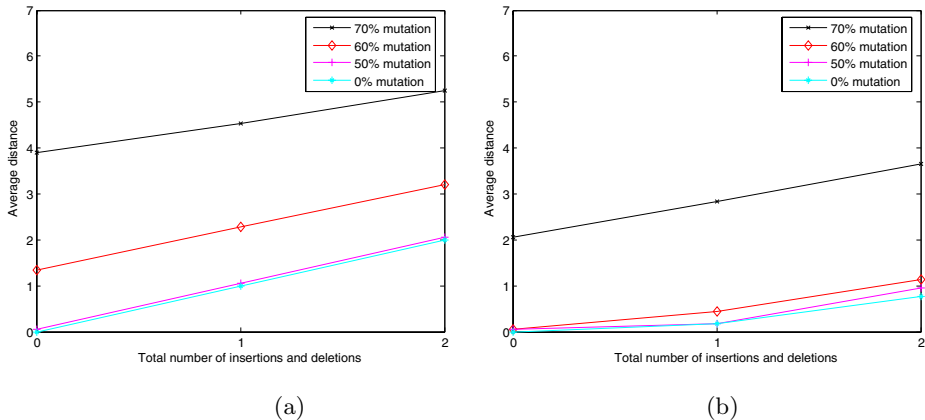 7
6
5
4
3
2
1
0
Average distance
70% mutation
60% mutation
50% mutation
0% mutation
0 1 2
Total number of insertions and deletions
(a)
7
6
5
4
3
2
1
0
Average distance
70% mutation
60% mutation
50% mutation
0% mutation
0 1 2
Total number of insertions and deletions
(b)